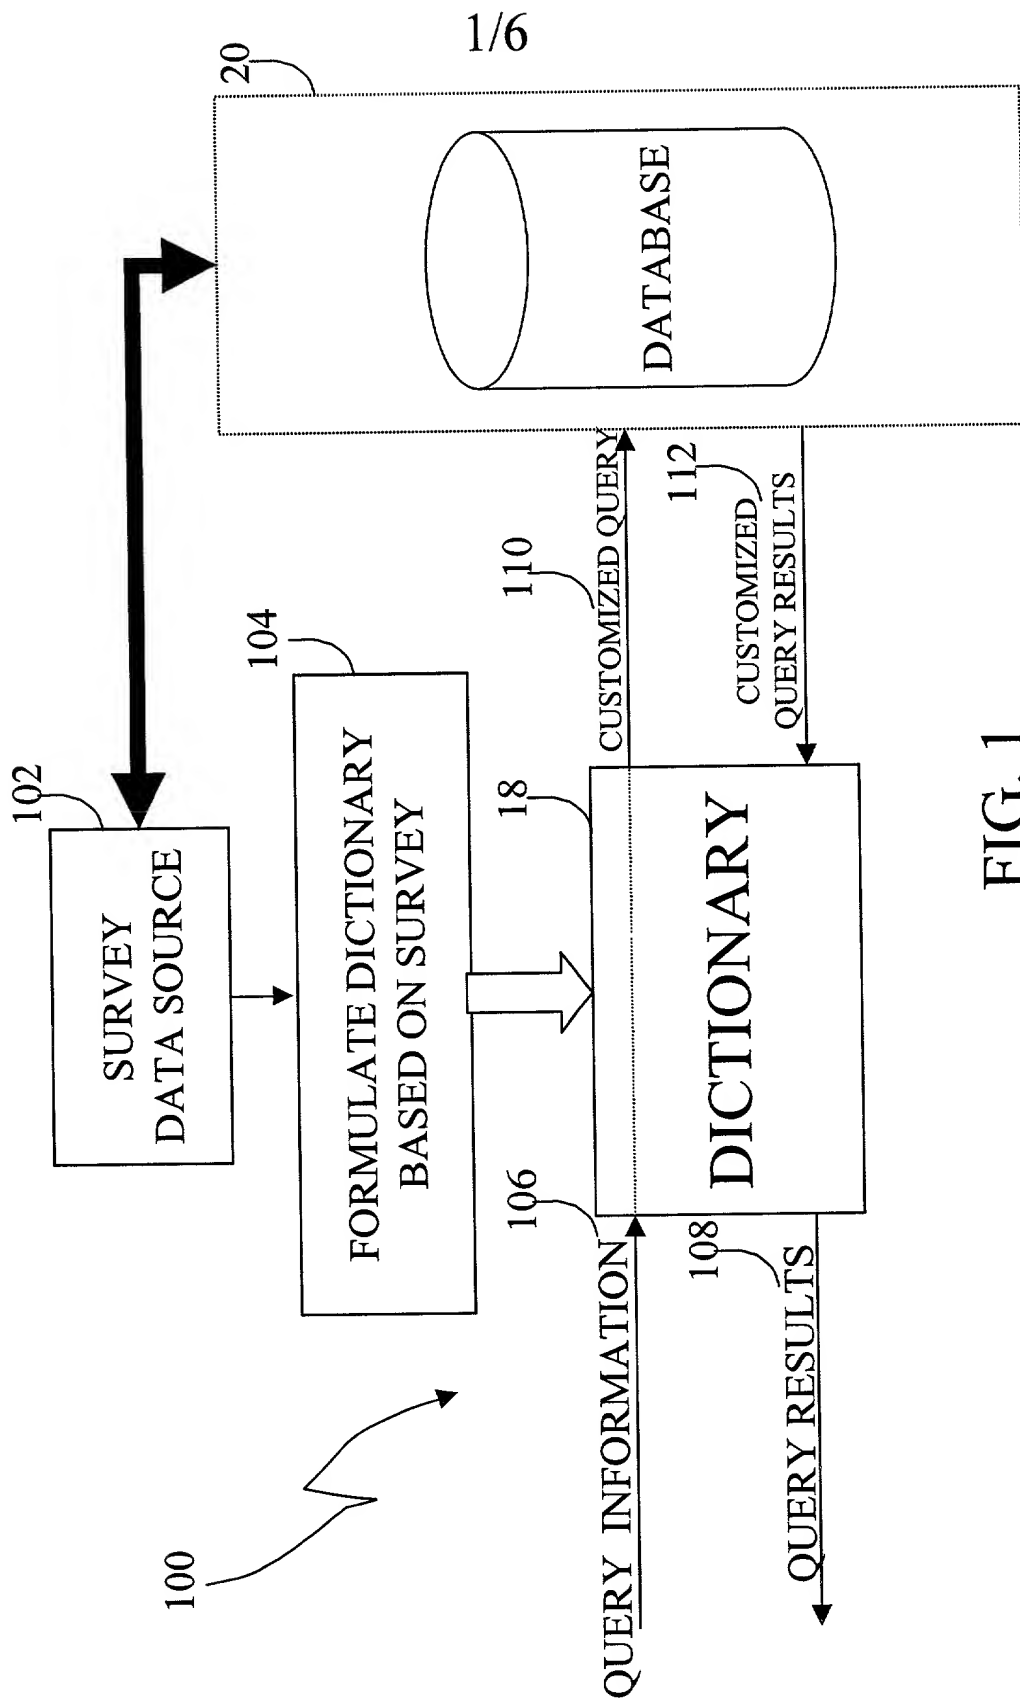 1/6
20
102
SURVEY
DATA SOURCE
104
FORMULATE DICTIONARY
BASED ON SURVEY
DATABASE
18
DICTIONARY
110
CUSTOMIZED QUERY
112
CUSTOMIZED
QUERY RESULTS
106
QUERY INFORMATION
108
QUERY RESULTS
100
FIG. 1